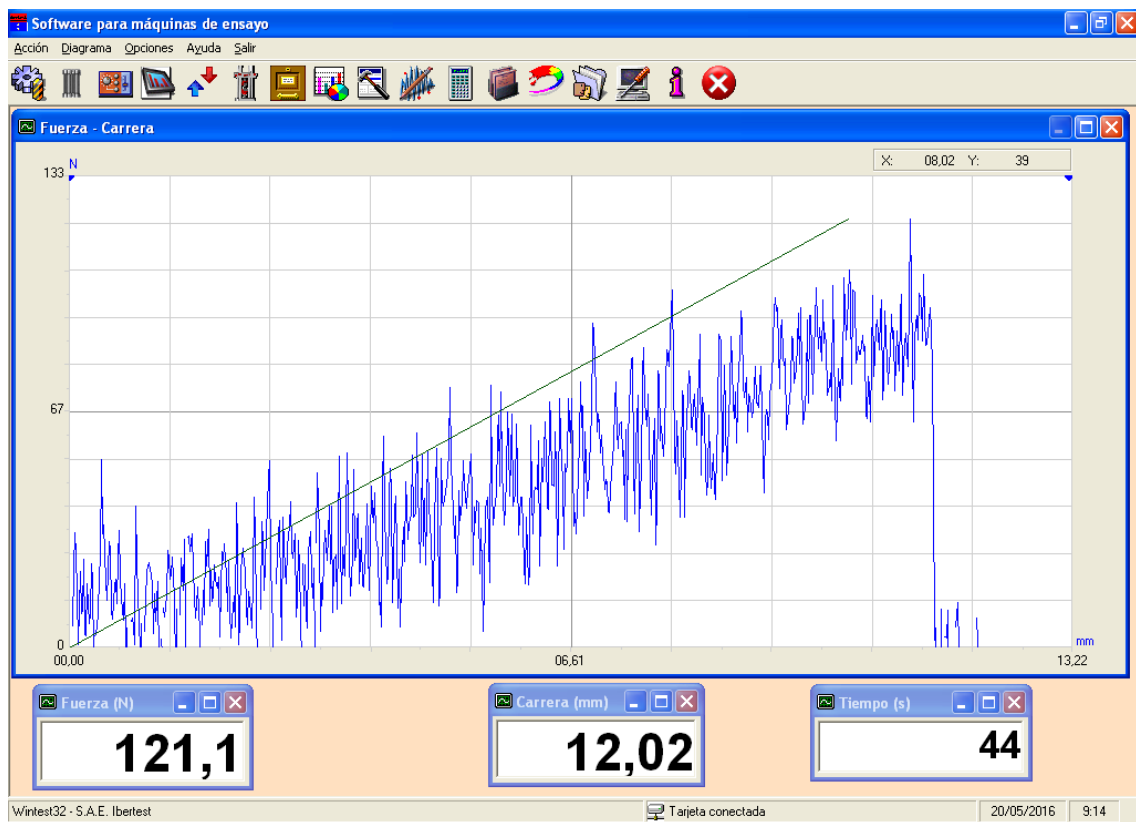 Software para máquinas de ensayo
Acción Diagrama Opciones Ayuda Salir
Fuerza - Carrera
X: 08,02 Y: 39
N
133
67
0
mm
00,00 06,61 13,22
Fuerza (N) Carrera (mm) Tiempo (s)
121,1 12,02 44
Wintest32 - S.A.E. Ibertest Tarjeta conectada 20/05/2016 9:14